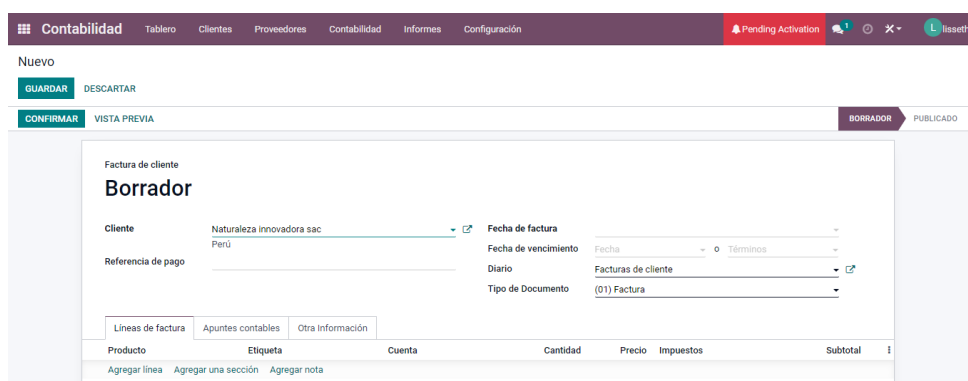 Contabilidad Tablero Clientes Proveedores Contabilidad Informes Configuración Pending Activation 1 L lisseth
Nuevo
GUARDAR DESCARTAR
CONFIRMAR VISTA PREVIA BORRADOR PUBLICADO
Factura de cliente
Borrador
Cliente Naturaleza innovadora sac Fecha de factura
Perú Fecha de vencimiento Fecha o Términos
Referencia de pago
Diario Facturas de cliente
Tipo de Documento (01) Factura
Líneas de factura Apuntes contables Otra Información
Producto Etiqueta Cuenta Cantidad Precio Impuestos Subtotal
Agregar línea Agregar una sección Agregar nota